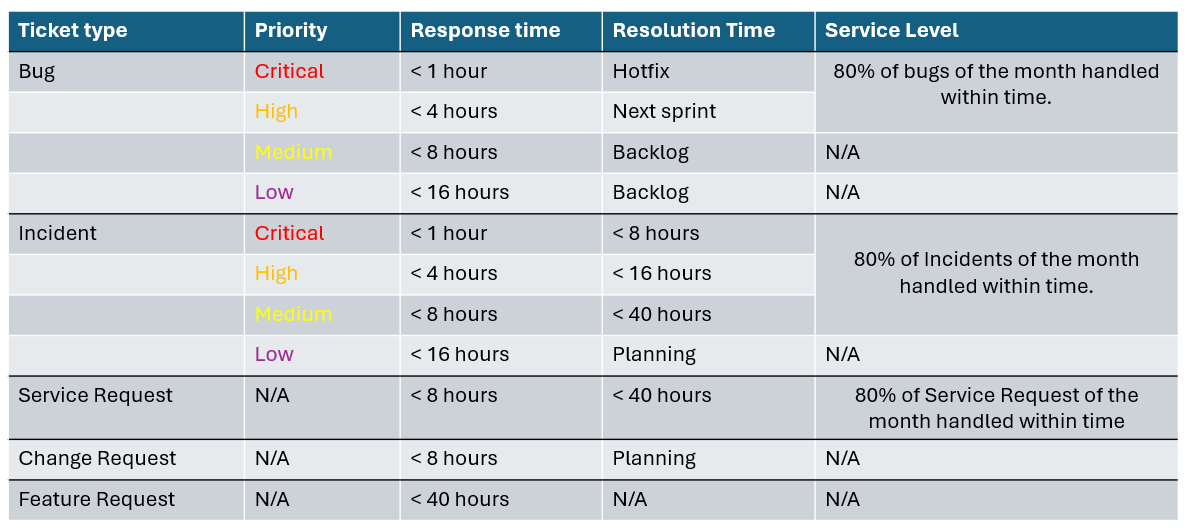 Ticket type Priority Response time Resolution Time Service Level
Bug Critical < 1 hour Hotfix 80% of bugs of the month handled
within time.
High < 4 hours Next sprint
Medium < 8 hours Backlog N/A
Low < 16 hours Backlog N/A
Incident Critical < 1 hour < 8 hours
80% of Incidents of the month
handled within time.
High < 4 hours < 16 hours
Medium < 8 hours < 40 hours
Low < 16 hours Planning N/A
Service Request N/A < 8 hours < 40 hours 80% of Service Request of the
month handled within time
Change Request N/A < 8 hours Planning N/A
Feature Request N/A < 40 hours N/A N/A